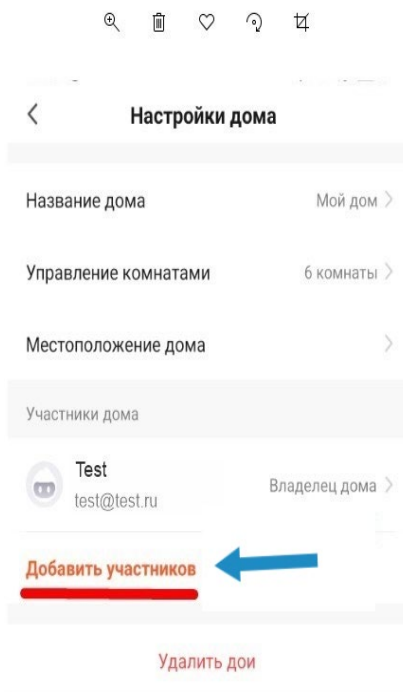 Настройки дома
Название дома Мой дом
Управление комнатами 6 комнаты
Местоположение дома
Участники дома
Test
test@test.ru Владелец дома
Добавить участников
Удалить дои